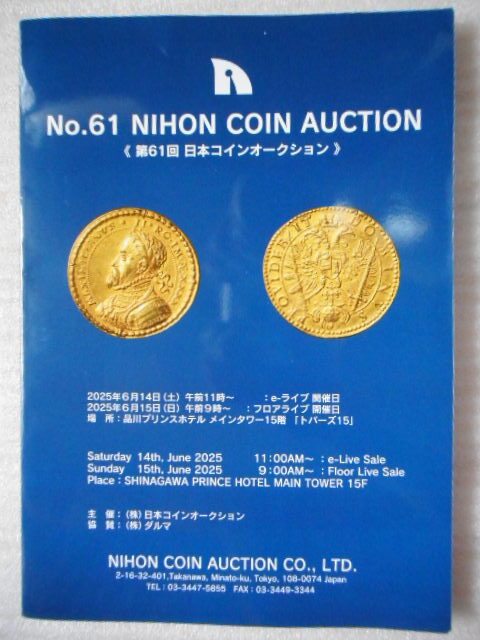 No.61 NIHON COIN AUCTION
《 第61回 日本コインオークション 》
2025年6月14日(土) 午前11時～ ：e-ライブ 開催日
2025年6月15日(日) 午前9時～ ：フロアライブ 開催日
場 所：品川プリンスホテル メインタワー15階 「トパーズ15」
Saturday 14th, June 2025 11:00AM～ : e-Live Sale
Sunday 15th, June 2025 9:00AM～ : Floor Live Sale
Place : SHINAGAWA PRINCE HOTEL MAIN TOWER 15F
主 催：(株)日本コインオークション
協 賛：(株)ダルマ
NIHON COIN AUCTION CO., LTD.
2-16-32-401,Takanawa, Minato-ku, Tokyo, 108-0074 Japan
TEL : 03-3447-5855 FAX : 03-3449-3344